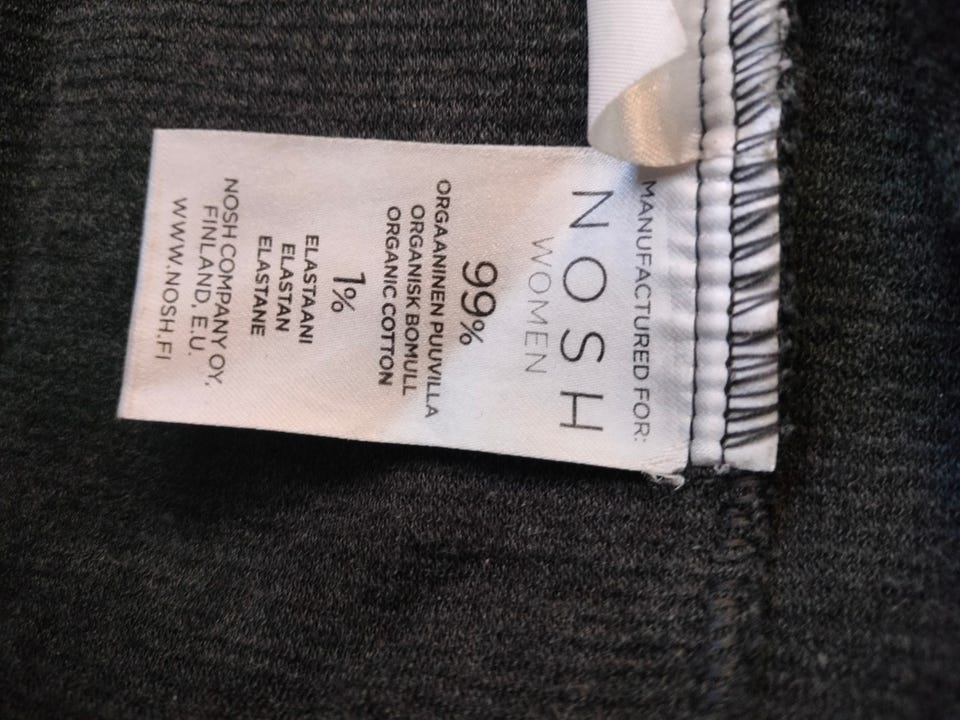 MANUFACTURED FOR:
NOSH
WOMEN
99%
ORGAANINEN PUUVILLA
ORGANISK BOMULL
ORGANIC COTTON
1%
ELASTAANI
ELASTAN
ELASTANE
NOSH COMPANY OY,
FINLAND, E.U.
WWW.NOSH.FI